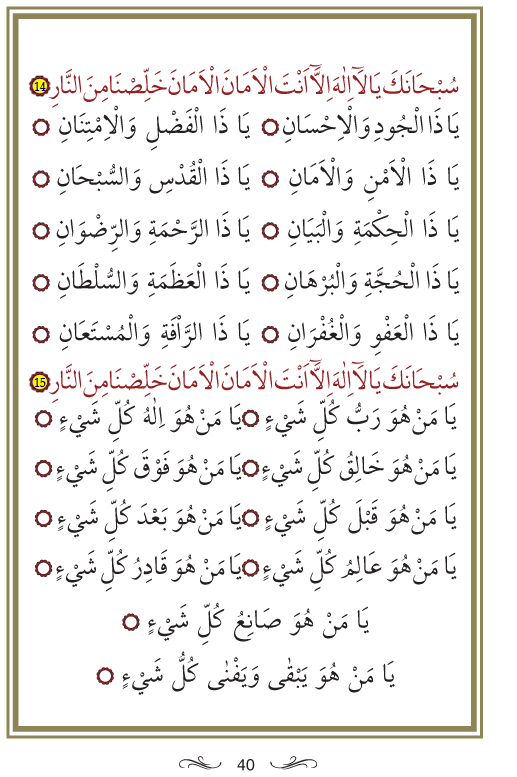 سُبْحَانَكَ يَا لَٓا اِلٰهَ اِلَّٓا اَنْتَ الْاَمَانَ الْاَمَانَ خَلِّصْنَا مِنَ النَّارِ 14
يَا ذَا الْجُودِ وَالْاِحْسَانِ يَا ذَا الْفَضْلِ وَالْاِمْتِنَانِ
يَا ذَا الْاَمْنِ وَالْاَمَانِ يَا ذَا الْقُدْسِ وَالسُّبْحَانِ
يَا ذَا الْحِكْمَةِ وَالْبَيَانِ يَا ذَا الرَّحْمَةِ وَالرِّضْوَانِ
يَا ذَا الْحُجَّةِ وَالْبُرْهَانِ يَا ذَا الْعَظَمَةِ وَالسُّلْطَانِ
يَا ذَا الْعَفْوِ وَالْغُفْرَانِ يَا ذَا الرَّاْفَةِ وَالْمُسْتَعَانِ
سُبْحَانَكَ يَا لَٓا اِلٰهَ اِلَّٓا اَنْتَ الْاَمَانَ الْاَمَانَ خَلِّصْنَا مِنَ النَّارِ 15
يَا مَنْ هُوَ رَبُّ كُلِّ شَيْءٍ يَا مَنْ هُوَ اِلٰهُ كُلِّ شَيْءٍ
يَا مَنْ هُوَ خَالِقُ كُلِّ شَيْءٍ يَا مَنْ هُوَ فَوْقَ كُلِّ شَيْءٍ
يَا مَنْ هُوَ قَبْلَ كُلِّ شَيْءٍ يَا مَنْ هُوَ بَعْدَ كُلِّ شَيْءٍ
يَا مَنْ هُوَ عَالِمُ كُلِّ شَيْءٍ يَا مَنْ هُوَ قَادِرُ كُلِّ شَيْءٍ
يَا مَنْ هُوَ صَانِعُ كُلِّ شَيْءٍ
يَا مَنْ هُوَ يَبْقٰى وَيَفْنٰى كُلُّ شَيْءٍ
40